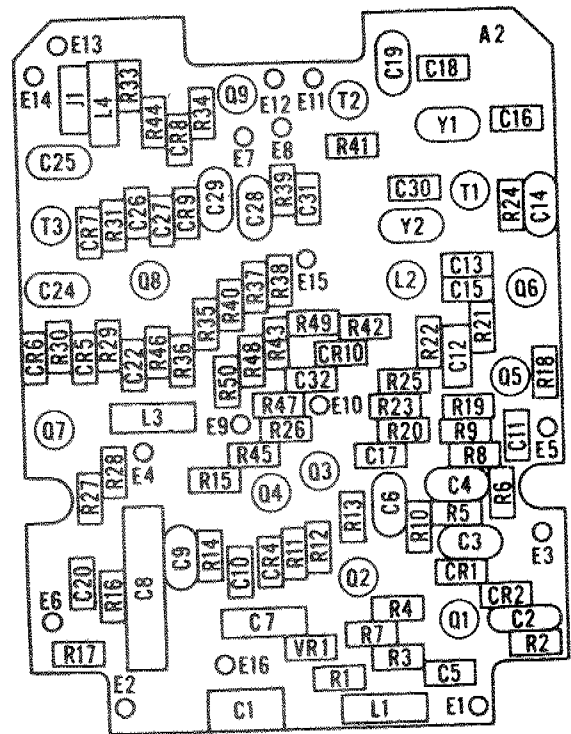 E13 A2
E14 J1 L4 R33 R44 CR8 R34 Q9 E12 E11 T2 C19 C18
E7 E8 R41 Y1 C16
C25
T3 CR7 R31 C26 C27 CR9 C29 C28 R39 C31 C30 Y2 T1 R24 C14
C24 Q8 R35 R40 R37 R38 E15 L2 C13 C15 Q6
CR6 R30 CR5 R29 C22 R46 R36 R50 R48 R43 R49 R42 CR10 R22 C12 R21
C32 R25 Q5 R18
Q7 L3 E9 R47 E10 R23 R19
R26 R20 R9 C11 E5
R27 R28 E4 R45 C17 R8
R15 Q4 Q3 C6 C4 R6
R13 R10 R5 E3
C20 R16 C8 C9 R14 C10 CR4 R11 R12 C3
Q2 CR1
E6 C7 R4 Q1 CR2 C2
R17 VR1 R7 R3 R2
E2 E16 R1 C5
C1 L1 E1